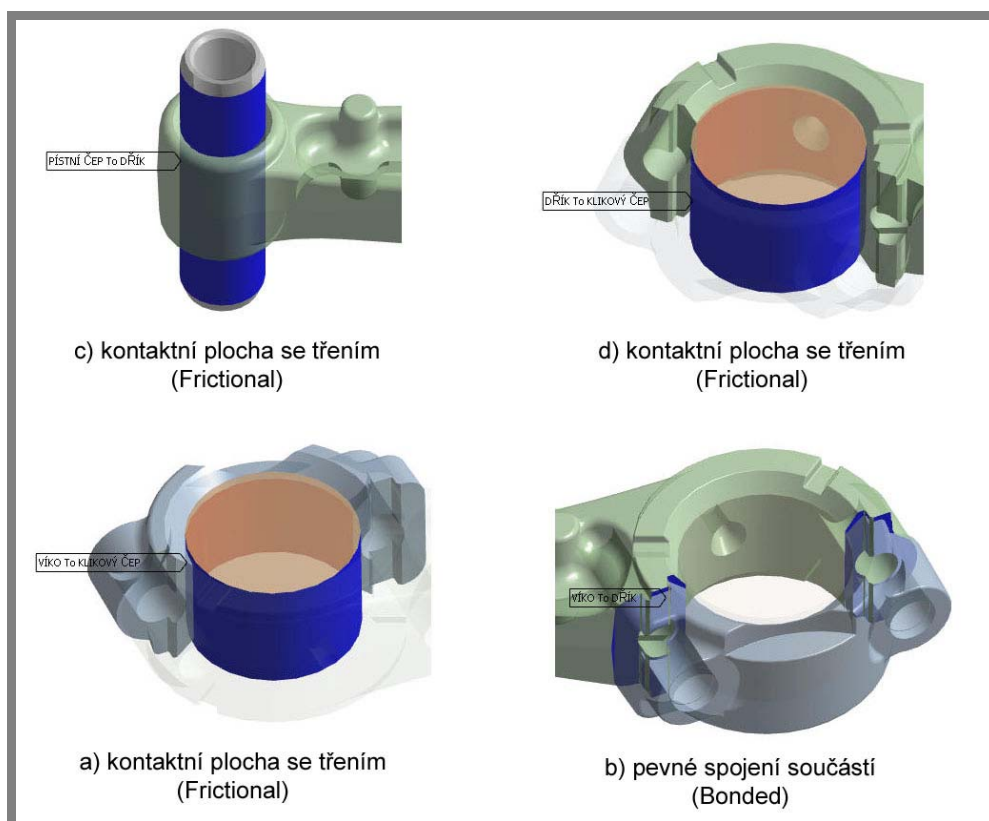 PÍSTNÍ ČEP To DŘÍK
c) kontaktní plocha se třením
(Frictional)
DŘÍK To KLIKOVÝ ČEP
d) kontaktní plocha se třením
(Frictional)
VÍKO To KLIKOVÝ ČEP
a) kontaktní plocha se třením
(Frictional)
VÍKO To DŘÍK
b) pevné spojení součástí
(Bonded)